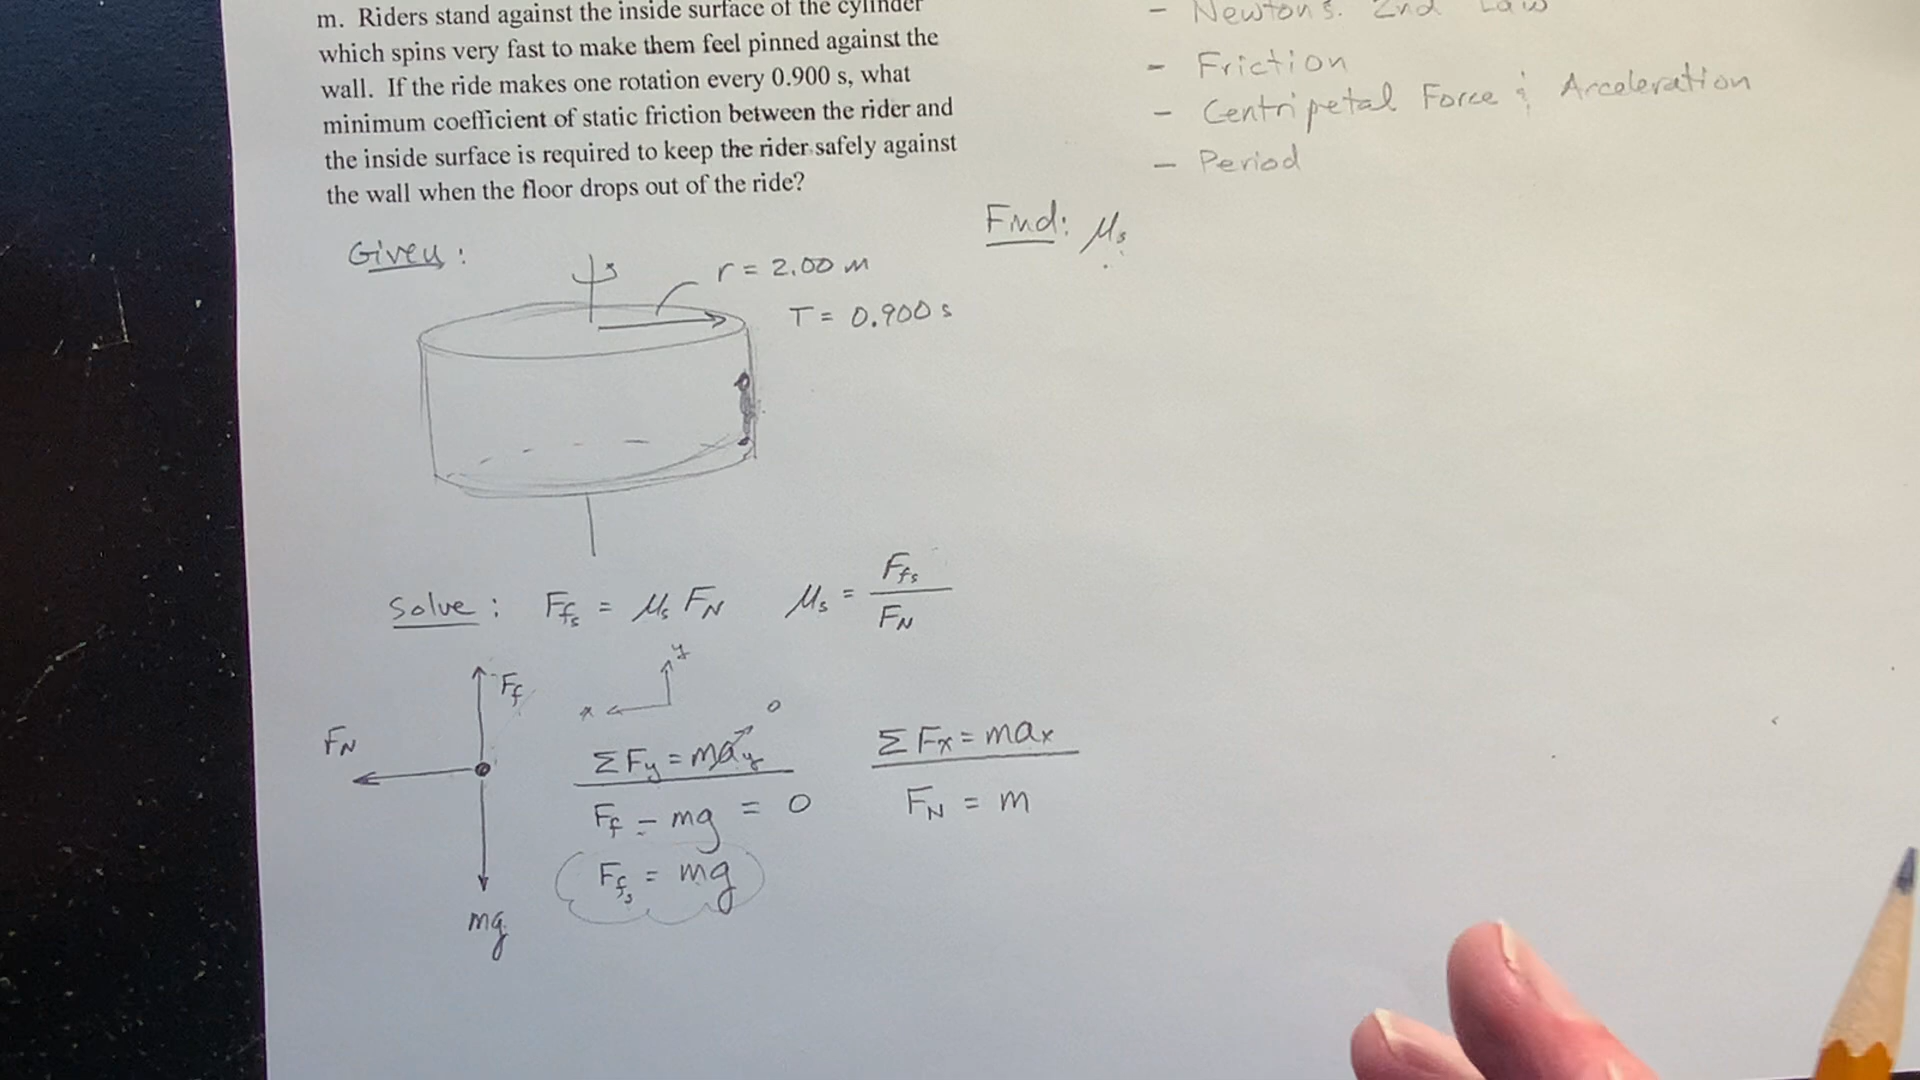 m. Riders stand against the inside surface of the cylinder
which spins very fast to make them feel pinned against the
wall. If the ride makes one rotation every 0.900 s, what
minimum coefficient of static friction between the rider and
the inside surface is required to keep the rider safely against
the wall when the floor drops out of the ride?
- Newton's. 2nd Law
- Friction
- Centripetal Force & Acceleration
- Period
Given:
Find: μs
r = 2.00 m
T = 0.900 s
Solve: Ffs = μs FN μs = Ffs / FN
Ff
FN
mg
y
x
ΣFy = may 0
Ff - mg = 0
Ffs = mg
ΣFx = max
FN = m